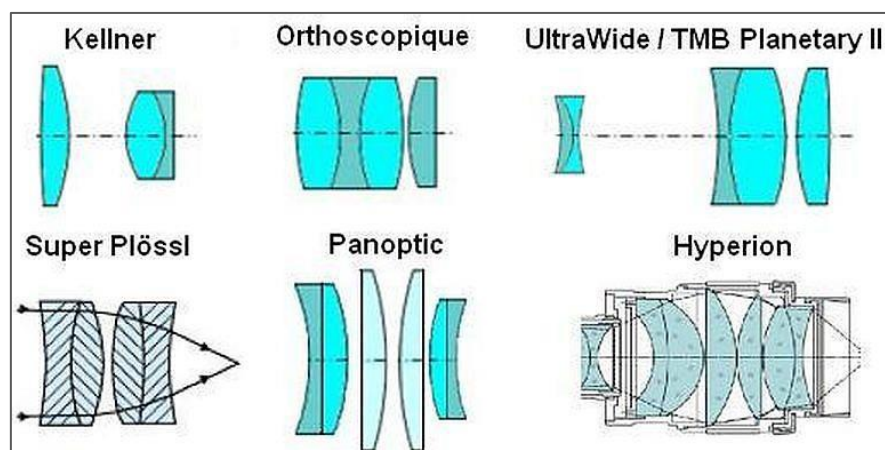 Kellner
Orthoscopique
UltraWide / TMB Planetary II
Super Plössl
Panoptic
Hyperion